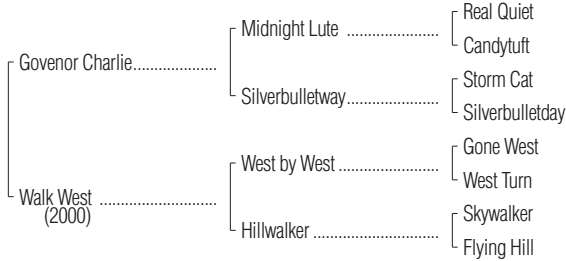 Real Quiet
Midnight Lute ....................
Candytuft
Govenor Charlie..................
Storm Cat
Silverbulletway....................
Silverbulletday
Gone West
West by West ......................
West Turn
Walk West .........................
(2000)
Skywalker
Hillwalker ...........................
Flying Hill